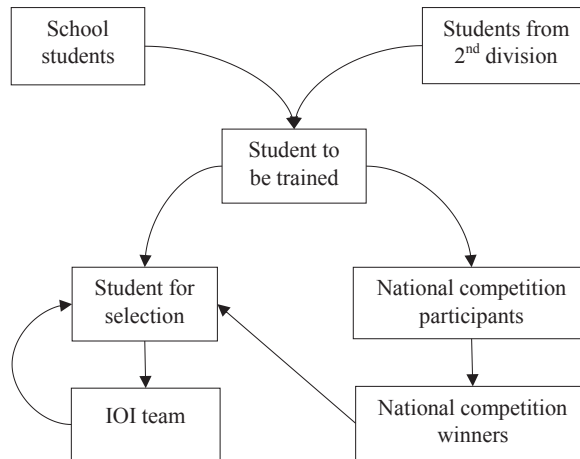 School
students
Students from
2nd division
Student to
be trained
Student for
selection
National competition
participants
IOI team
National competition
winners